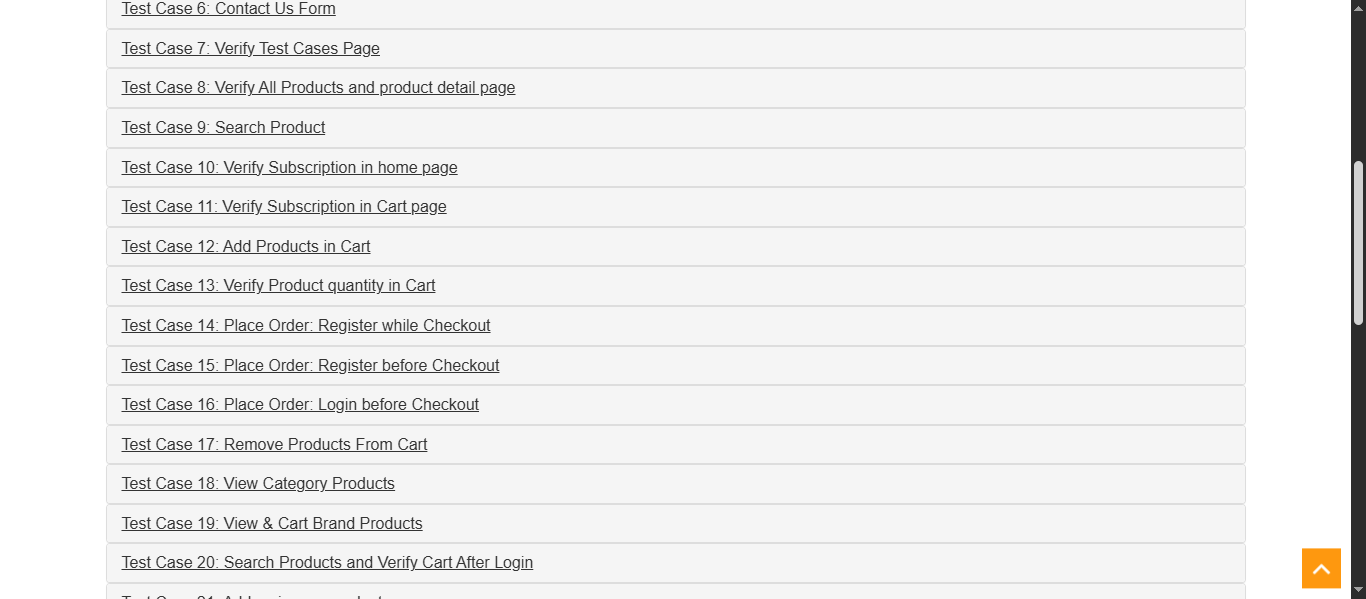 Test Case 6: Contact Us Form
Test Case 7: Verify Test Cases Page
Test Case 8: Verify All Products and product detail page
Test Case 9: Search Product
Test Case 10: Verify Subscription in home page
Test Case 11: Verify Subscription in Cart page
Test Case 12: Add Products in Cart
Test Case 13: Verify Product quantity in Cart
Test Case 14: Place Order: Register while Checkout
Test Case 15: Place Order: Register before Checkout
Test Case 16: Place Order: Login before Checkout
Test Case 17: Remove Products From Cart
Test Case 18: View Category Products
Test Case 19: View & Cart Brand Products
Test Case 20: Search Products and Verify Cart After Login